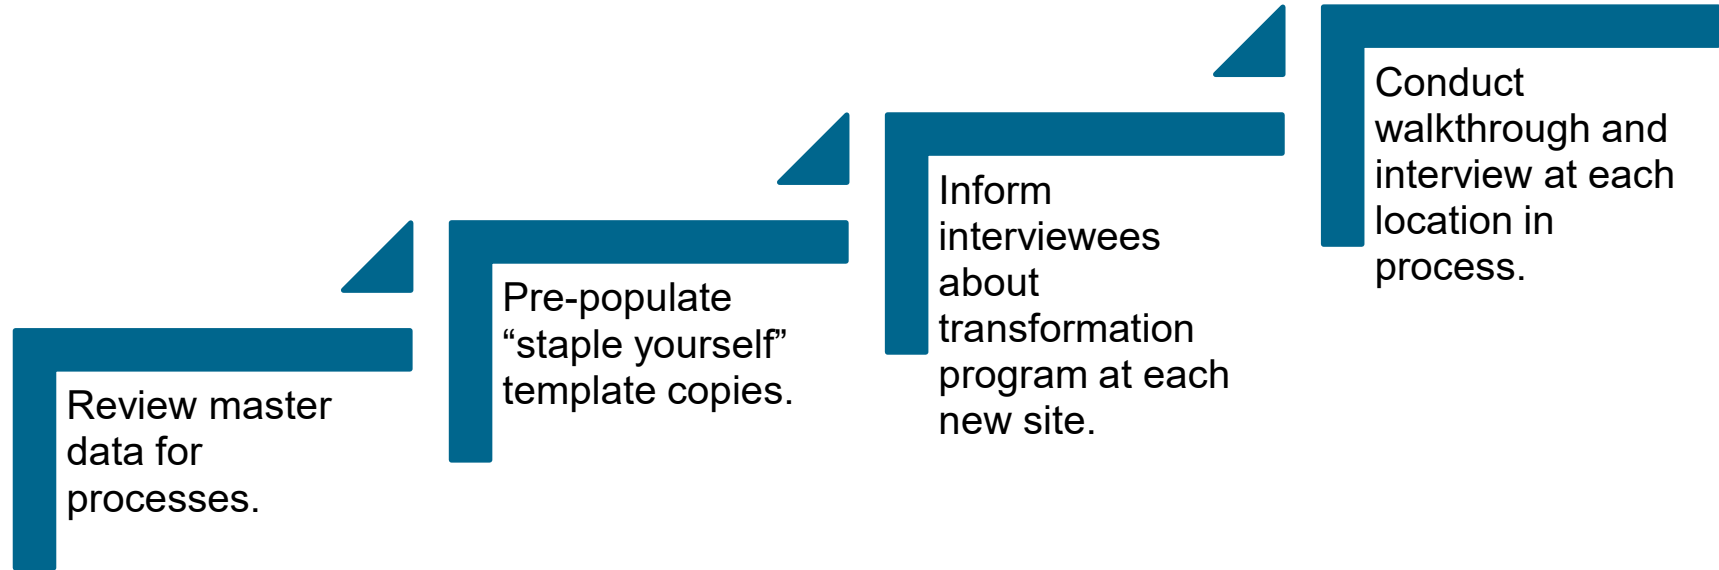 Review master
data for
processes.
Pre-populate
“staple yourself”
template copies.
Inform
interviewees
about
transformation
program at each
new site.
Conduct
walkthrough and
interview at each
location in
process.